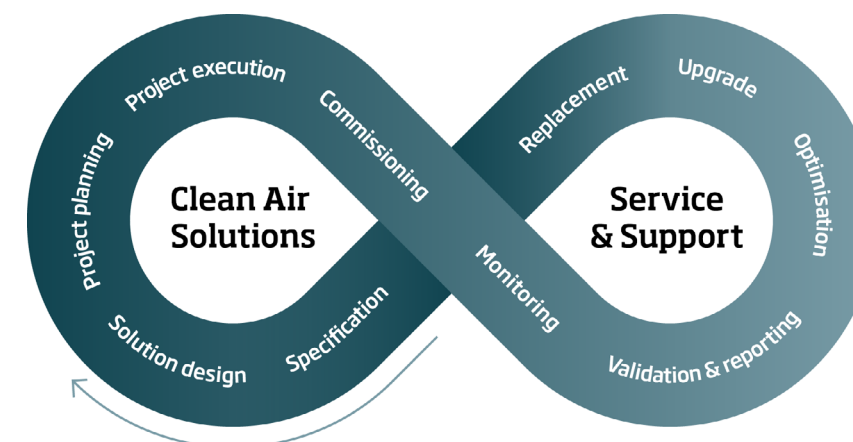 Project execution
Commissioning
Project planning
Clean Air
Solutions
Solution design
Specification
Replacement
Upgrade
Optimisation
Service
& Support
Monitoring
Validation & reporting